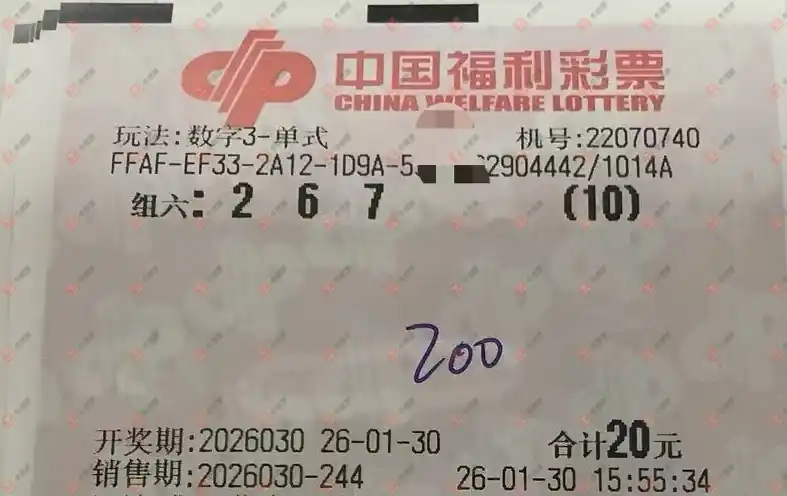 中国福利彩票
CHINA WELFARE LOTTERY
玩法:数字3-单式 机号:22070740
FFAF-EF33-2A12-1D9A-5 2904442/1014A
组六: 2 6 7 (10)
200
开奖期:2026030 26-01-30 合计20元
销售期:2026030-244 26-01-30 15:55:34